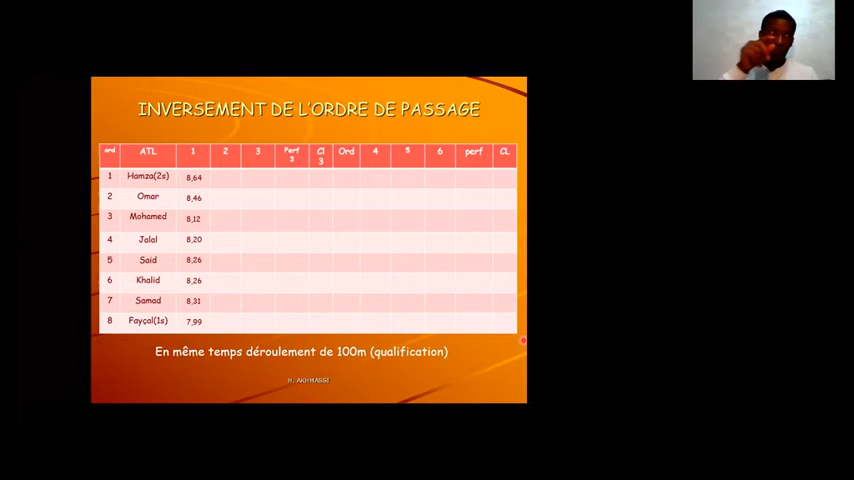 INVERSEMENT DE L'ORDRE DE PASSAGE
ord ATL 1 2 3 Perf 3 Cl 3 Ord 4 5 6 perf CL
1 Hamza(2s) 8,64
2 Omar 8,46
3 Mohamed 8,12
4 Jalal 8,20
5 Said 8,26
6 Khalid 8,26
7 Samad 8,31
8 Fayçal(1s) 7,99
En même temps déroulement de 100m (qualification)
H. AKHMASSI